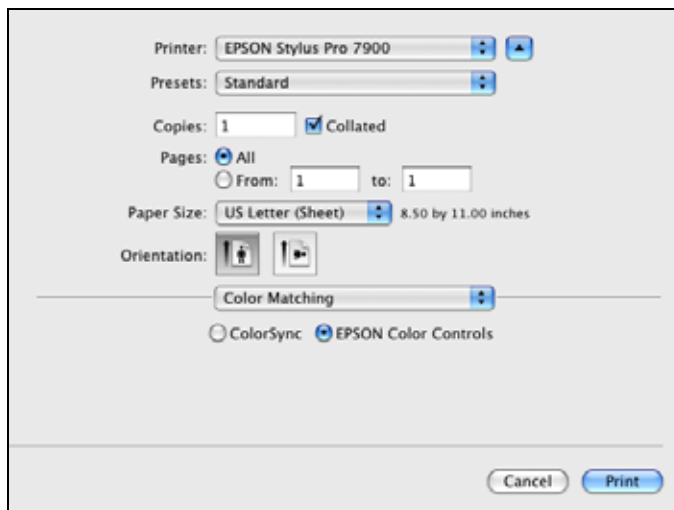 Printer: EPSON Stylus Pro 7900
Presets: Standard
Copies: 1 Collated
Pages: All
From: 1 to: 1
Paper Size: US Letter (Sheet) 8.50 by 11.00 inches
Orientation:
Color Matching
ColorSync EPSON Color Controls
Cancel Print